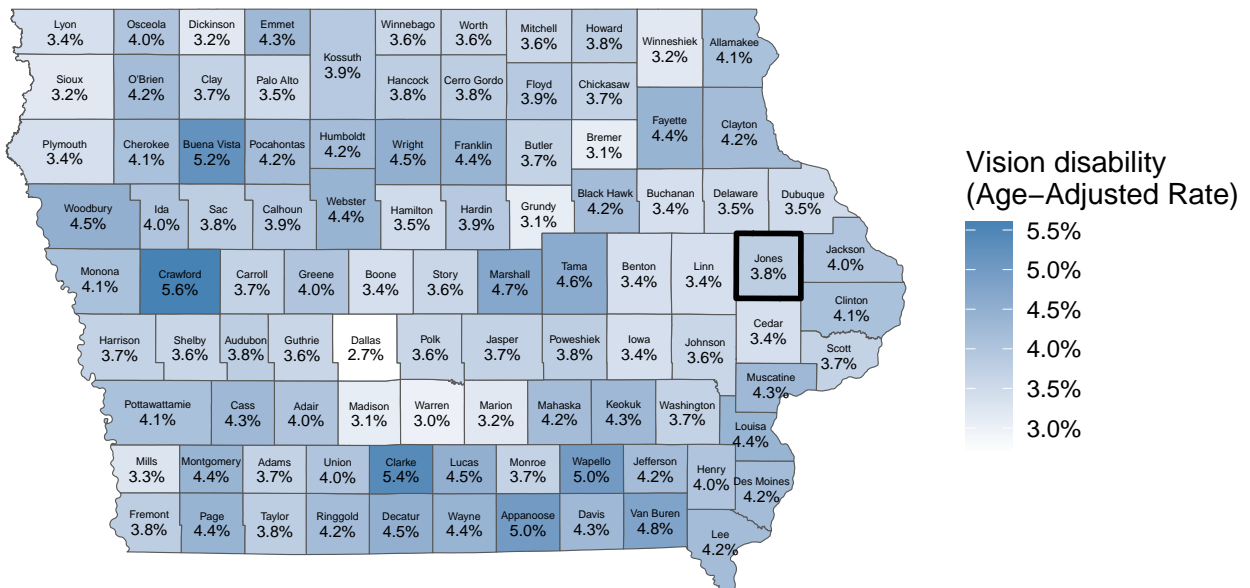 Lyon
3.4%
Osceola
4.0%
Dickinson
3.2%
Emmet
4.3%
Kossuth
3.9%
Winnebago
3.6%
Worth
3.6%
Mitchell
3.6%
Howard
3.8%
Winneshiek
3.2%
Allamakee
4.1%
Sioux
3.2%
O'Brien
4.2%
Clay
3.7%
Palo Alto
3.5%
Hancock
3.8%
Cerro Gordo
3.8%
Floyd
3.9%
Chickasaw
3.7%
Fayette
4.4%
Clayton
4.2%
Plymouth
3.4%
Cherokee
4.1%
Buena Vista
5.2%
Pocahontas
4.2%
Humboldt
4.2%
Wright
4.5%
Franklin
4.4%
Butler
3.7%
Bremer
3.1%
Woodbury
4.5%
Ida
4.0%
Sac
3.8%
Calhoun
3.9%
Webster
4.4%
Hamilton
3.5%
Hardin
3.9%
Grundy
3.1%
Black Hawk
4.2%
Buchanan
3.4%
Delaware
3.5%
Dubuque
3.5%
Monona
4.1%
Crawford
5.6%
Carroll
3.7%
Greene
4.0%
Boone
3.4%
Story
3.6%
Marshall
4.7%
Tama
4.6%
Benton
3.4%
Linn
3.4%
Jones
3.8%
Jackson
4.0%
Clinton
4.1%
Harrison
3.7%
Shelby
3.6%
Audubon
3.8%
Guthrie
3.6%
Dallas
2.7%
Polk
3.6%
Jasper
3.7%
Poweshiek
3.8%
Iowa
3.4%
Johnson
3.6%
Cedar
3.4%
Scott
3.7%
Muscatine
4.3%
Pottawattamie
4.1%
Cass
4.3%
Adair
4.0%
Madison
3.1%
Warren
3.0%
Marion
3.2%
Mahaska
4.2%
Keokuk
4.3%
Washington
3.7%
Louisa
4.4%
Mills
3.3%
Montgomery
4.4%
Adams
3.7%
Union
4.0%
Clarke
5.4%
Lucas
4.5%
Monroe
3.7%
Wapello
5.0%
Jefferson
4.2%
Henry
4.0%
Des Moines
4.2%
Fremont
3.8%
Page
4.4%
Taylor
3.8%
Ringgold
4.2%
Decatur
4.5%
Wayne
4.4%
Appanoose
5.0%
Davis
4.3%
Van Buren
4.8%
Lee
4.2%
Vision disability
(Age−Adjusted Rate)
5.5%
5.0%
4.5%
4.0%
3.5%
3.0%